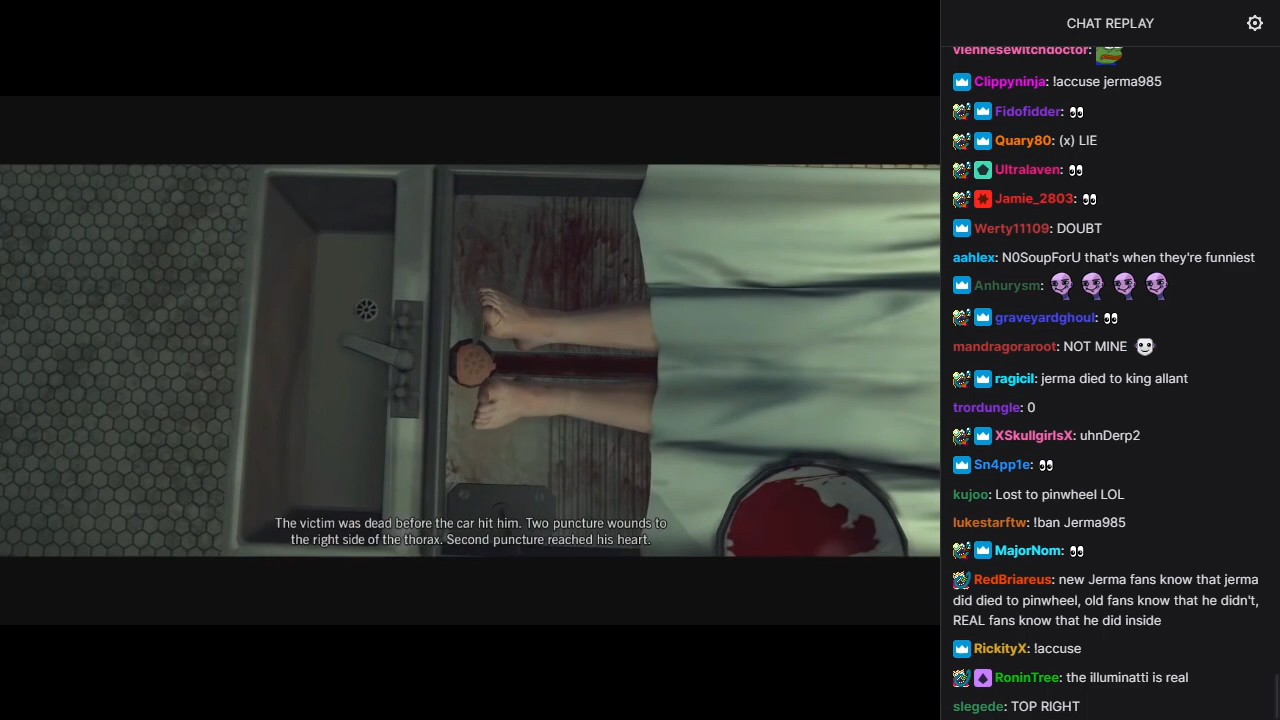 The victim was dead before the car hit him. Two puncture wounds to
the right side of the thorax. Second puncture reached his heart.
CHAT REPLAY
viennesewitchdoctor:
Clippyninja: !accuse jerma985
Fidofidder:
Quary80: (x) LIE
Ultralaven:
Jamie_2803:
Werty11109: DOUBT
aahlex: N0SoupForU that's when they're funniest
Anhurysm:
graveyardghoul:
mandragoraroot: NOT MINE
ragicil: jerma died to king allant
trordungle: 0
XSkullgirlsX: uhnDerp2
Sn4pp1e:
kujoo: Lost to pinwheel LOL
lukestarftw: !ban Jerma985
MajorNom:
RedBriareus: new Jerma fans know that jerma
did died to pinwheel, old fans know that he didn't,
REAL fans know that he did inside
RickityX: !accuse
RoninTree: the illuminatti is real
slegede: TOP RIGHT